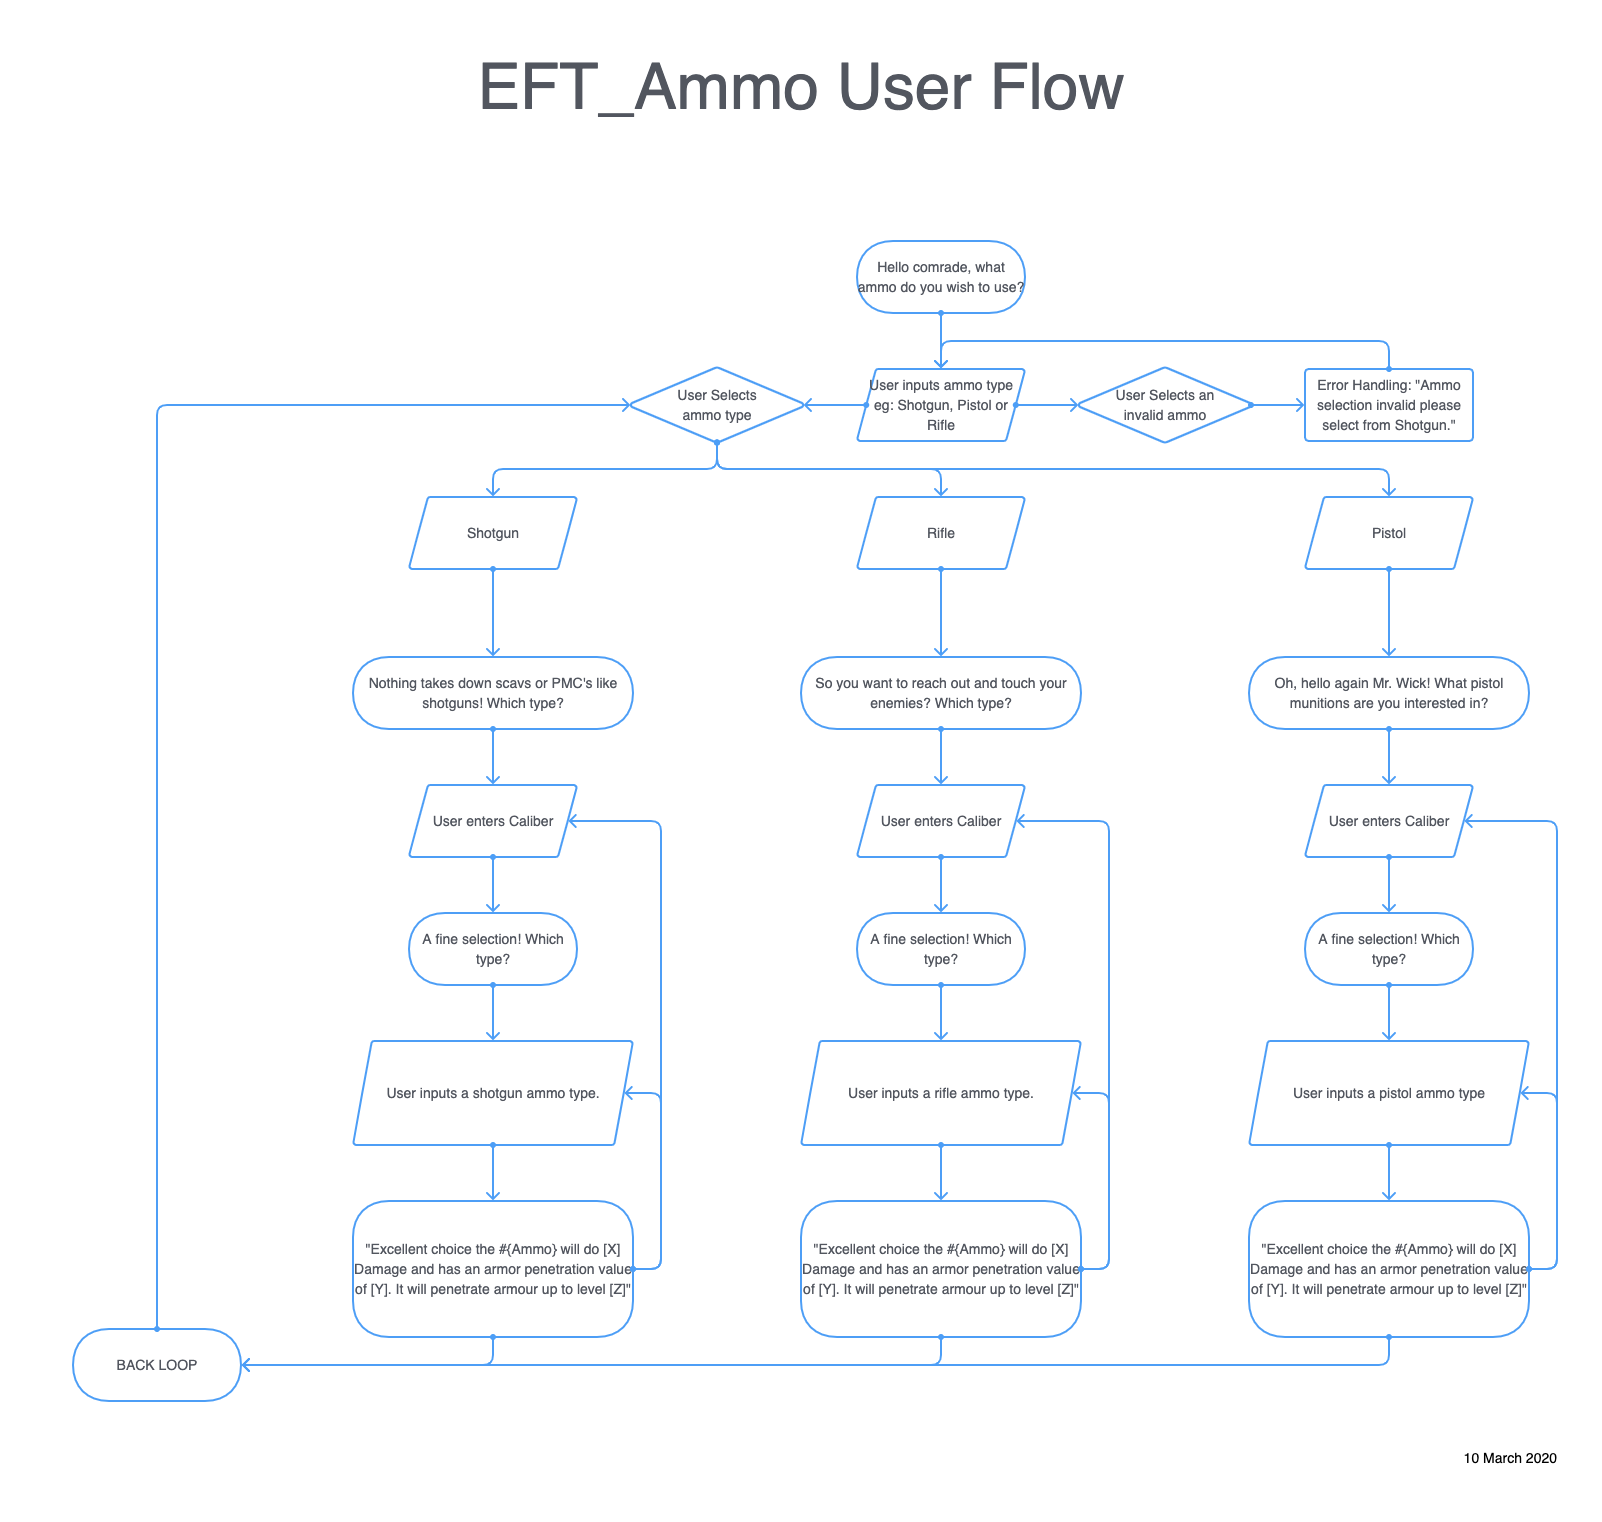 EFT_Ammo User Flow
Hello comrade, what
ammo do you wish to use?
User Selects
ammo type
User inputs ammo type
eg: Shotgun, Pistol or
Rifle
User Selects an
invalid ammo
Error Handling: "Ammo
selection invalid please
select from Shotgun."
Shotgun
Rifle
Pistol
Nothing takes down scavs or PMC's like
shotguns! Which type?
So you want to reach out and touch your
enemies? Which type?
Oh, hello again Mr. Wick! What pistol
munitions are you interested in?
User enters Caliber
User enters Caliber
User enters Caliber
A fine selection! Which
type?
A fine selection! Which
type?
A fine selection! Which
type?
User inputs a shotgun ammo type.
User inputs a rifle ammo type.
User inputs a pistol ammo type
"Excellent choice the #{Ammo} will do [X]
Damage and has an armor penetration value
of [Y]. It will penetrate armour up to level [Z]"
"Excellent choice the #{Ammo} will do [X]
Damage and has an armor penetration value
of [Y]. It will penetrate armour up to level [Z]"
"Excellent choice the #{Ammo} will do [X]
Damage and has an armor penetration value
of [Y]. It will penetrate armour up to level [Z]"
BACK LOOP
10 March 2020